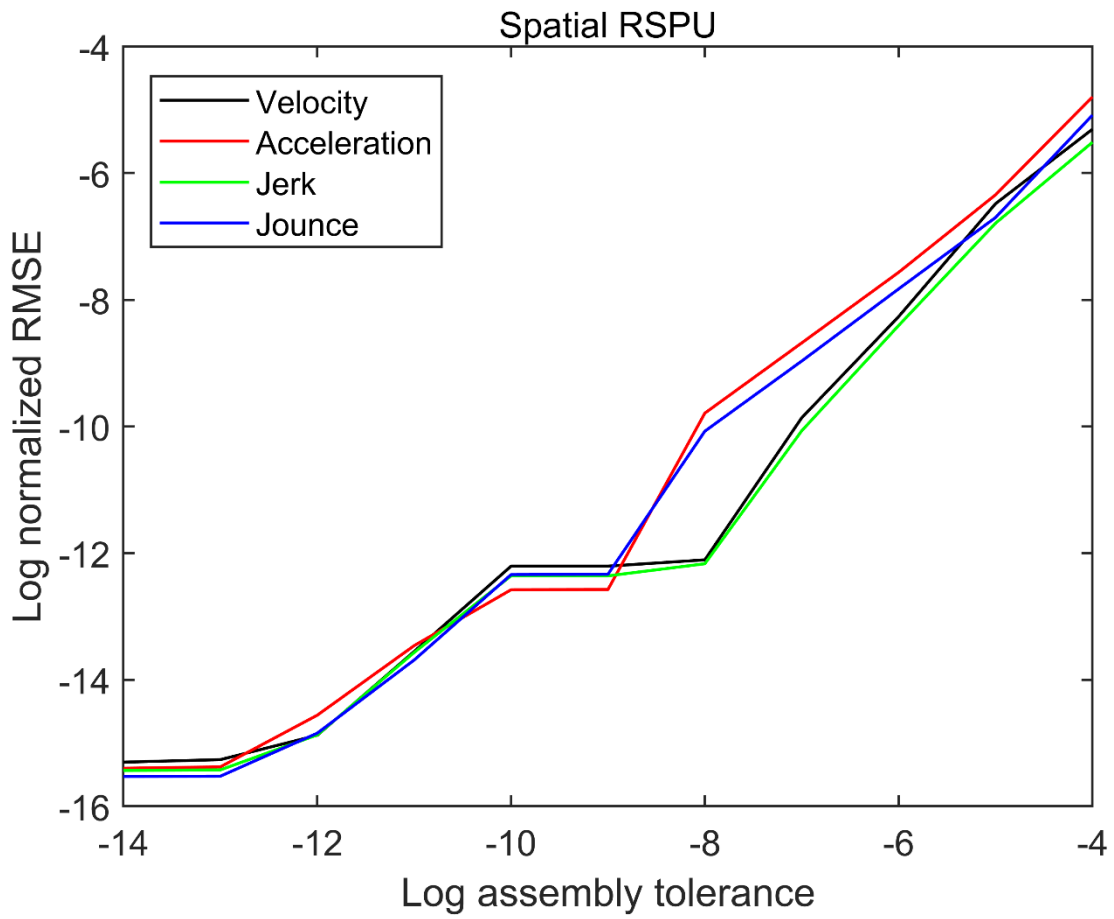 Spatial RSPU
Velocity
Acceleration
Jerk
Jounce
Log normalized RMSE
-4
-6
-8
-10
-12
-14
-16
-14
-12
-10
-8
-6
-4
Log assembly tolerance